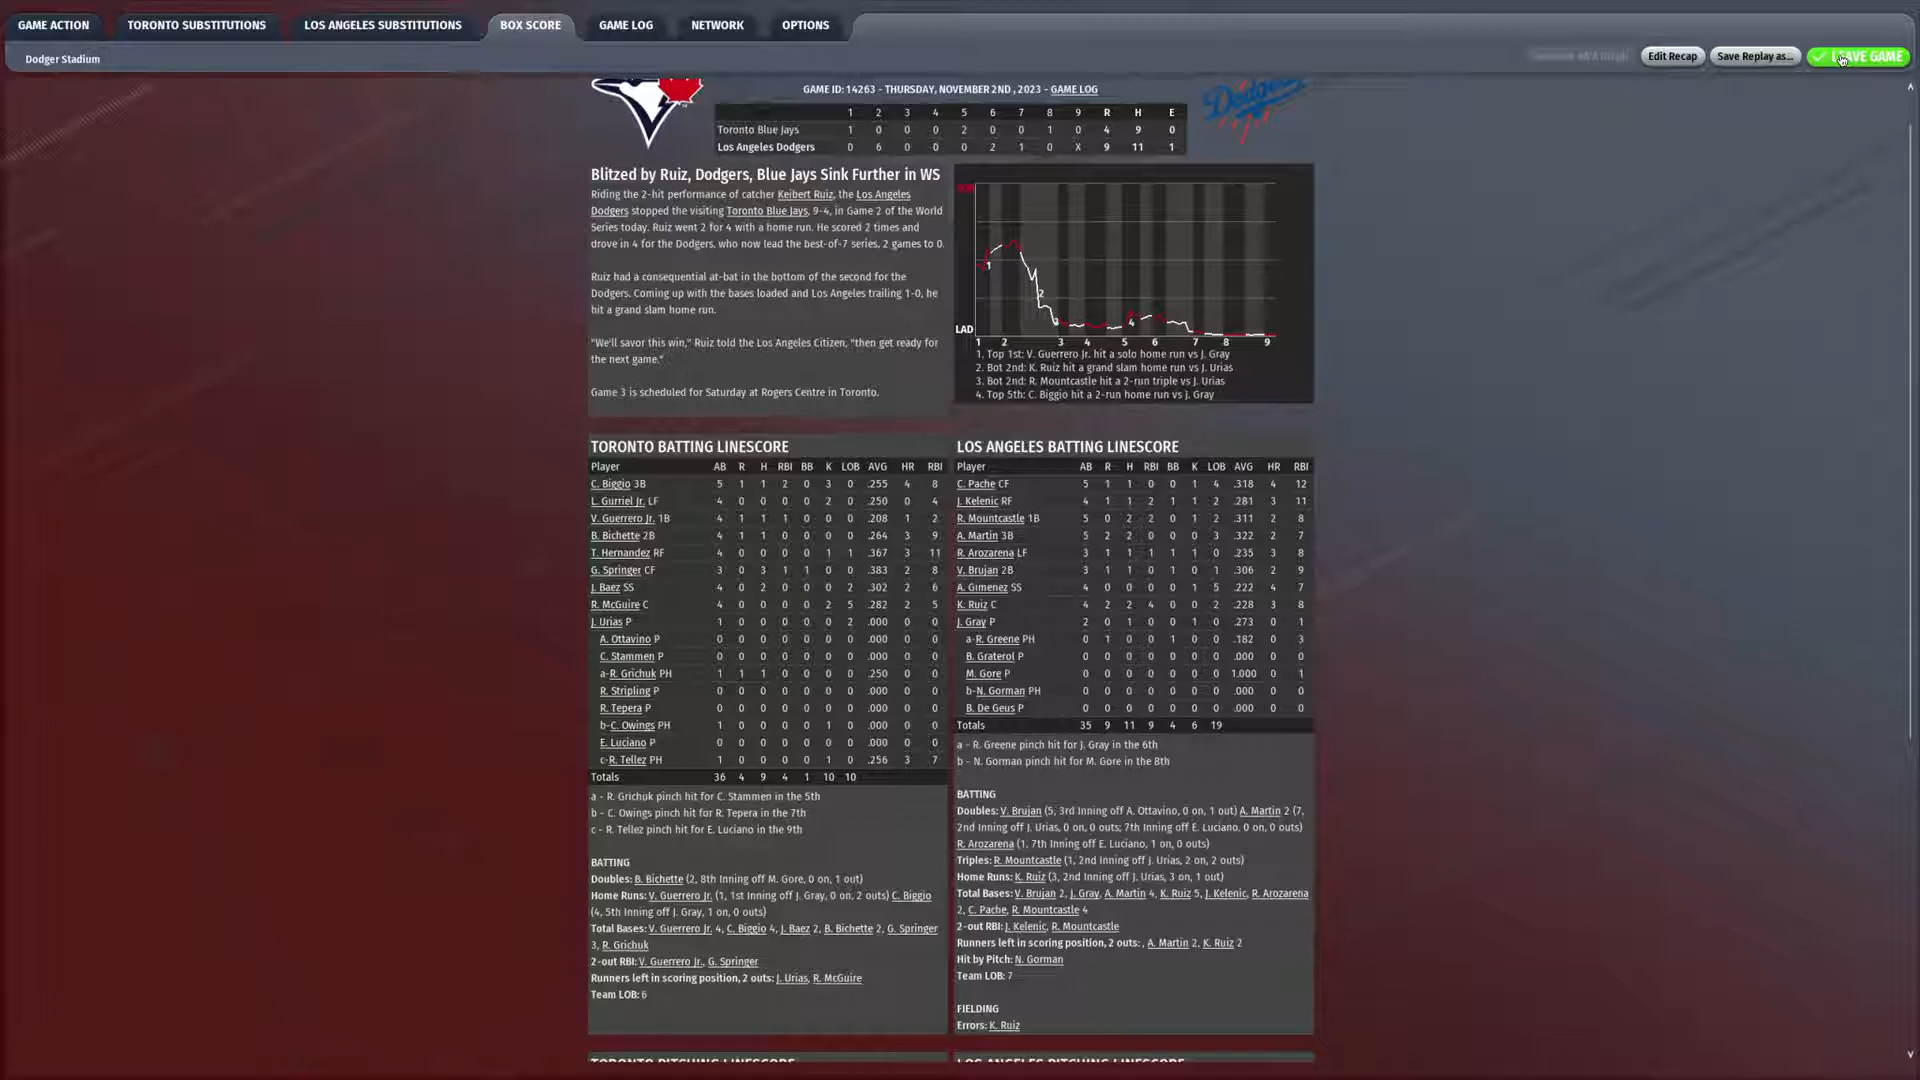 GAME ACTION TORONTO SUBSTITUTIONS LOS ANGELES SUBSTITUTIONS BOX SCORE GAME LOG NETWORK OPTIONS
Dodger Stadium
Edit Recap Save Replay as... LEAVE GAME
GAME ID: 14263 - THURSDAY, NOVEMBER 2ND , 2023 - GAME LOG
Dodgers
1 2 3 4 5 6 7 8 9 R H E
Toronto Blue Jays 1 0 0 0 2 0 0 1 0 4 9 0
Los Angeles Dodgers 0 6 0 0 0 2 1 0 X 9 11 1
Blitzed by Ruiz, Dodgers, Blue Jays Sink Further in WS
Riding the 2-hit performance of catcher Keibert Ruiz, the Los Angeles
Dodgers stopped the visiting Toronto Blue Jays, 9-4, in Game 2 of the World
Series today. Ruiz went 2 for 4 with a home run. He scored 2 times and
drove in 4 for the Dodgers, who now lead the best-of-7 series, 2 games to 0.
Ruiz had a consequential at-bat in the bottom of the second for the
Dodgers. Coming up with the bases loaded and Los Angeles trailing 1-0, he
hit a grand slam home run.
"We'll savor this win," Ruiz told the Los Angeles Citizen, "then get ready for
the next game."
Game 3 is scheduled for Saturday at Rogers Centre in Toronto.
1
2
3
4
LAD
1 2 3 4 5 6 7 8 9
1. Top 1st: V. Guerrero Jr. hit a solo home run vs J. Gray
2. Bot 2nd: K. Ruiz hit a grand slam home run vs J. Urias
3. Bot 2nd: R. Mountcastle hit a 2-run triple vs J. Urias
4. Top 5th: C. Biggio hit a 2-run home run vs J. Gray
TORONTO BATTING LINESCORE
Player AB R H RBI BB K LOB AVG HR RBI
C. Biggio 3B 5 1 1 2 0 3 0 .255 4 8
L. Gurriel Jr. LF 4 0 0 0 0 2 0 .250 0 4
V. Guerrero Jr. 1B 4 1 1 1 0 0 0 .208 1 2
B. Bichette 2B 4 1 1 0 0 0 0 .264 3 9
T. Hernandez RF 4 0 0 0 0 1 1 .367 3 11
G. Springer CF 3 0 3 1 1 0 0 .383 2 8
J. Baez SS 4 0 2 0 0 0 2 .302 2 6
R. McGuire C 4 0 0 0 0 2 5 .282 2 5
J. Urias P 1 0 0 0 0 0 2 .000 0 0
A. Ottavino P 0 0 0 0 0 0 0 .000 0 0
C. Stammen P 0 0 0 0 0 0 0 .000 0 0
a-R. Grichuk PH 1 1 1 0 0 0 0 .250 0 0
R. Stripling P 0 0 0 0 0 0 0 .000 0 0
R. Tepera P 0 0 0 0 0 0 0 .000 0 0
b-C. Owings PH 1 0 0 0 0 1 0 .000 0 0
E. Luciano P 0 0 0 0 0 0 0 .000 0 0
c-R. Tellez PH 1 0 0 0 0 1 0 .256 3 7
Totals 36 4 9 4 1 10 10
a - R. Grichuk pinch hit for C. Stammen in the 5th
b - C. Owings pinch hit for R. Tepera in the 7th
c - R. Tellez pinch hit for E. Luciano in the 9th
BATTING
Doubles: B. Bichette (2, 8th Inning off M. Gore, 0 on, 1 out)
Home Runs: V. Guerrero Jr. (1, 1st Inning off J. Gray, 0 on, 2 outs) C. Biggio
(4, 5th Inning off J. Gray, 1 on, 0 outs)
Total Bases: V. Guerrero Jr. 4, C. Biggio 4, J. Baez 2, B. Bichette 2, G. Springer
3, R. Grichuk
2-out RBI: V. Guerrero Jr., G. Springer
Runners left in scoring position, 2 outs: J. Urias, R. McGuire
Team LOB: 6
LOS ANGELES BATTING LINESCORE
Player AB R H RBI BB K LOB AVG HR RBI
C. Pache CF 5 1 1 0 0 1 4 .318 4 12
J. Kelenic RF 4 1 1 2 1 1 2 .281 3 11
R. Mountcastle 1B 5 0 2 2 0 1 2 .311 2 8
A. Martin 3B 5 2 2 0 0 0 3 .322 2 7
R. Arozarena LF 3 1 1 1 1 1 0 .235 3 8
V. Brujan 2B 3 1 1 0 1 0 1 .306 2 9
A. Gimenez SS 4 0 0 0 0 1 5 .222 4 7
K. Ruiz C 4 2 2 4 0 0 2 .228 3 8
J. Gray P 2 0 1 0 0 1 0 .273 0 1
a-R. Greene PH 0 1 0 0 1 0 0 .182 0 3
B. Graterol P 0 0 0 0 0 0 0 .000 0 0
M. Gore P 0 0 0 0 0 0 0 1.000 0 1
b-N. Gorman PH 0 0 0 0 0 0 0 .000 0 0
B. De Geus P 0 0 0 0 0 0 0 .000 0 0
Totals 35 9 11 9 4 6 19
a - R. Greene pinch hit for J. Gray in the 6th
b - N. Gorman pinch hit for M. Gore in the 8th
BATTING
Doubles: V. Brujan (5, 3rd Inning off A. Ottavino, 0 on, 1 out) A. Martin 2 (7,
2nd Inning off J. Urias, 0 on, 0 outs; 7th Inning off E. Luciano, 0 on, 0 outs)
R. Arozarena (1, 7th Inning off E. Luciano, 1 on, 0 outs)
Triples: R. Mountcastle (1, 2nd Inning off J. Urias, 2 on, 2 outs)
Home Runs: K. Ruiz (3, 2nd Inning off J. Urias, 3 on, 1 out)
Total Bases: V. Brujan 2, J. Gray, A. Martin 4, K. Ruiz 5, J. Kelenic, R. Arozarena
2, C. Pache, R. Mountcastle 4
2-out RBI: J. Kelenic, R. Mountcastle
Runners left in scoring position, 2 outs: , A. Martin 2, K. Ruiz 2
Hit by Pitch: N. Gorman
Team LOB: 7
FIELDING
Errors: K. Ruiz
TORONTO PITCHING LINESCORE LOS ANGELES PITCHING LINESCORE